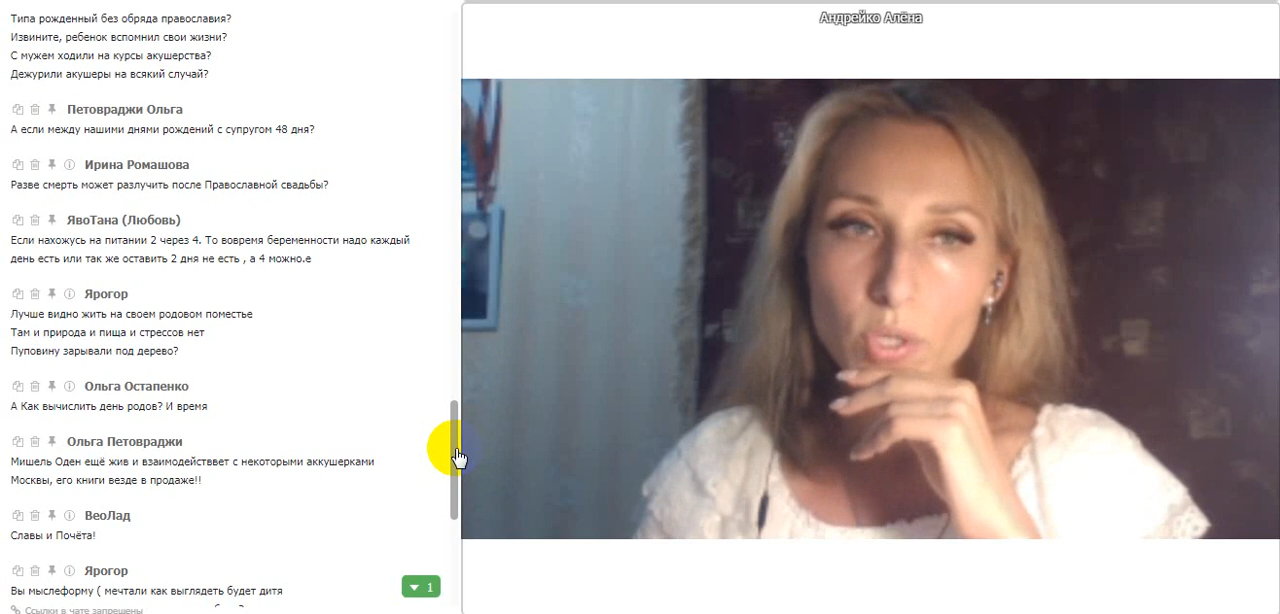 Типа рожденный без обряда православия?
Извините, ребенок вспомнил свои жизни?
С мужем ходили на курсы акушерства?
Дежурили акушеры на всякий случай?
Петовраджи Ольга
А если между нашими днями рождений с супругом 48 дня?
Ирина Ромашова
Разве смерть может разлучить после Православной свадьбы?
ЯвоТана (Любовь)
Если нахожусь на питании 2 через 4. То вовремя беременности надо каждый
день есть или так же оставить 2 дня не есть , а 4 можно.е
Ярогор
Лучше видно жить на своем родовом поместье
Там и природа и пища и стрессов нет
Пуповину зарывали под дерево?
Ольга Остапенко
А Как вычислить день родов? И время
Ольга Петовраджи
Мишель Оден ещё жив и взаимодействвет с некоторыми аккушерками
Москвы, его книги везде в продаже!!
ВеоЛад
Славы и Почёта!
Ярогор
Вы мыслеформу ( мечтали как выглядеть будет дитя
1
Ссылки в чате запрещены
Андрейко Алёна